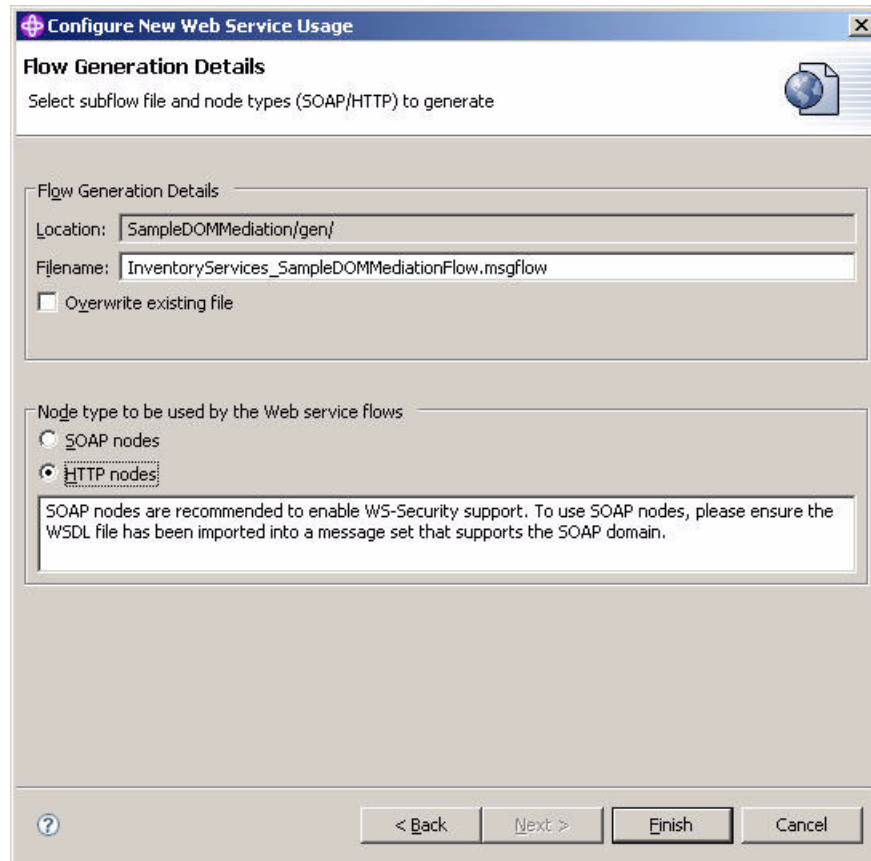 Configure New Web Service Usage
Flow Generation Details
Select subflow file and node types (SOAP/HTTP) to generate
Flow Generation Details
Location: SampleDOMMediation/gen/
Filename: InventoryServices_SampleDOMMediationFlow.msgflow
Overwrite existing file
Node type to be used by the Web service flows
SOAP nodes
HTTP nodes
SOAP nodes are recommended to enable WS-Security support. To use SOAP nodes, please ensure the
WSDL file has been imported into a message set that supports the SOAP domain.
? < Back Next > Finish Cancel